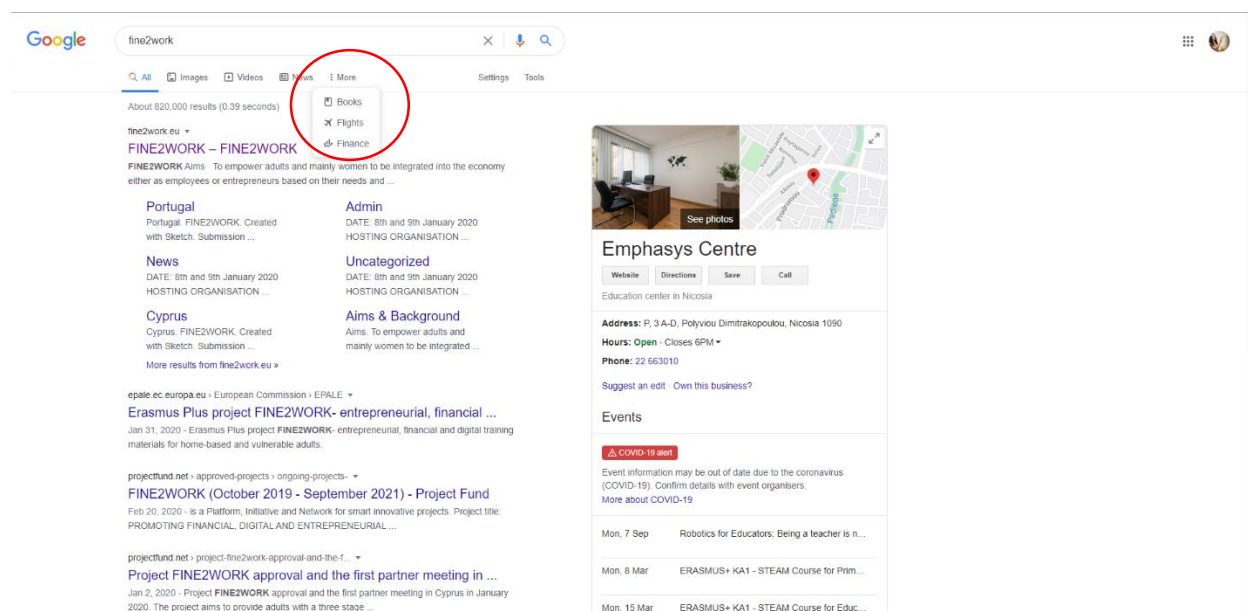 Google
fine2work
All Images Videos News More Settings Tools
Books
Flights
Finance
About 820,000 results (0.39 seconds)
fine2work.eu
FINE2WORK – FINE2WORK
FINE2WORK Aims · To empower adults and mainly women to be integrated into the economy
either as employees or entrepreneurs based on their needs and ...
Portugal
Portugal. FINE2WORK. Created
with Sketch. Submission ...
Admin
DATE: 8th and 9th January 2020
HOSTING ORGANISATION ...
News
DATE: 8th and 9th January 2020
HOSTING ORGANISATION ...
Uncategorized
DATE: 8th and 9th January 2020
HOSTING ORGANISATION ...
Cyprus
Cyprus. FINE2WORK. Created
with Sketch. Submission ...
Aims & Background
Aims. To empower adults and
mainly women to be integrated ...
More results from fine2work.eu »
epale.ec.europa.eu › European Commission › EPALE
Erasmus Plus project FINE2WORK- entrepreneurial, financial ...
Jan 31, 2020 - Erasmus Plus project FINE2WORK- entrepreneurial, financial and digital training
materials for home-based and vulnerable adults.
projectfund.net › approved-projects › ongoing-projects-
FINE2WORK (October 2019 - September 2021) - Project Fund
Feb 20, 2020 - is a Platform, Initiative and Network for smart innovative projects. Project title:
PROMOTING FINANCIAL, DIGITAL AND ENTREPRENEURIAL ...
projectfund.net › project-fine2work-approval-and-the-f...
Project FINE2WORK approval and the first partner meeting in ...
Jan 2, 2020 - Project FINE2WORK approval and the first partner meeting in Cyprus in January
2020. The project aims to provide adults with a three stage ...
See photos
Emphasys Centre
Website Directions Save Call
Education center in Nicosia
Address: P, 3 A-D, Polyviou Dimitrakopoulou, Nicosia 1090
Hours: Open · Closes 6PM
Phone: 22 663010
Suggest an edit · Own this business?
Events
COVID-19 alert
Event information may be out of date due to the coronavirus
(COVID-19). Confirm details with event organisers.
More about COVID-19
Mon, 7 Sep Robotics for Educators: Being a teacher is n...
Mon, 8 Mar ERASMUS+ KA1 - STEAM Course for Prim...
Mon, 15 Mar ERASMUS+ KA1 - STEAM Course for Educ...